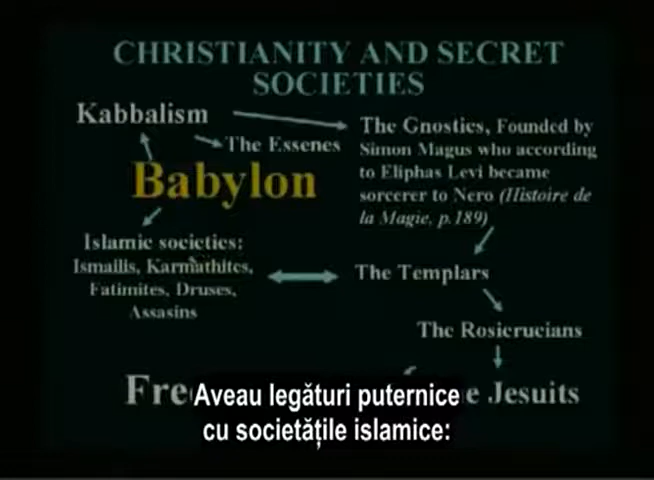 CHRISTIANITY AND SECRET
SOCIETIES
Kabbalism
The Essenes
Babylon
The Gnostics, Founded by
Simon Magus who according
to Eliphas Levi became
sorcerer to Nero (Histoire de
la Magie, p.189)
Islamic societies:
Ismailis, Karmathites,
Fatimites, Druses,
Assasins
The Templars
The Rosicrucians
Jesuits
Aveau legături puternice
cu societățile islamice: